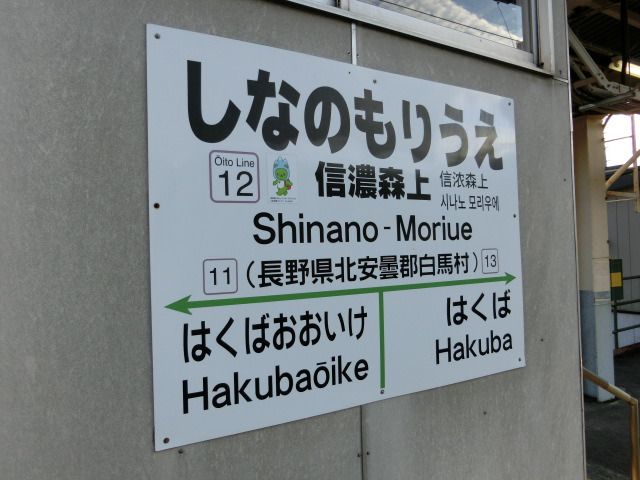 しなのもりうえ
Ōito Line
12
信濃森上
信浓森上
시나노 모리우에
Shinano-Moriue
11 （長野県北安曇郡白馬村） 13
はくばおおいけ
Hakubaōike
はくば
Hakuba